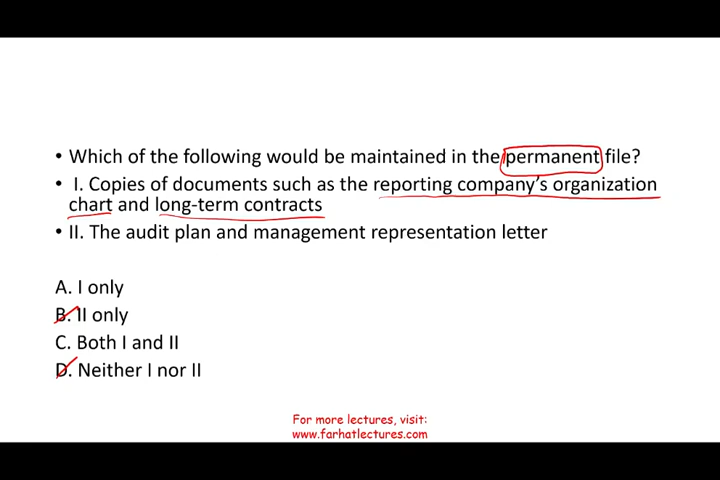 • Which of the following would be maintained in the permanent file?
• I. Copies of documents such as the reporting company's organization
chart and long-term contracts
• II. The audit plan and management representation letter
A. I only
B. II only
C. Both I and II
D. Neither I nor II
For more lectures, visit:
www.farhatlectures.com